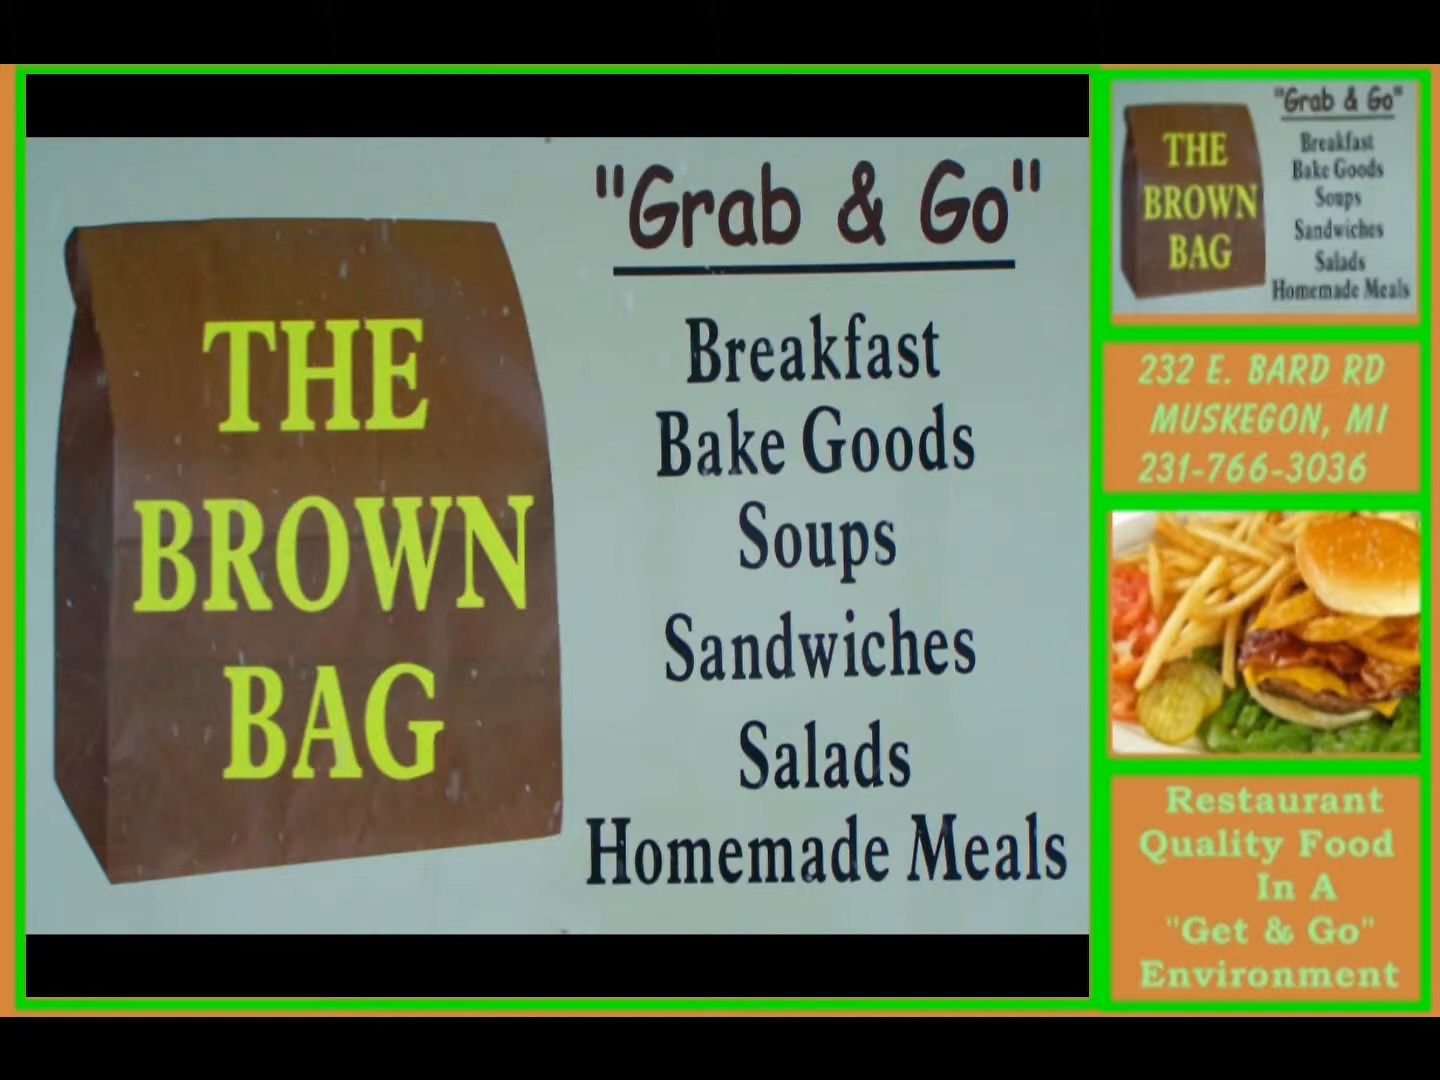 THE
BROWN
BAG
"Grab & Go"
Breakfast
Bake Goods
Soups
Sandwiches
Salads
Homemade Meals
THE
BROWN
BAG
"Grab & Go"
Breakfast
Bake Goods
Soups
Sandwiches
Salads
Homemade Meals
232 E. BARD RD
MUSKEGON, MI
231-766-3036
Restaurant
Quality Food
In A
"Get & Go"
Environment